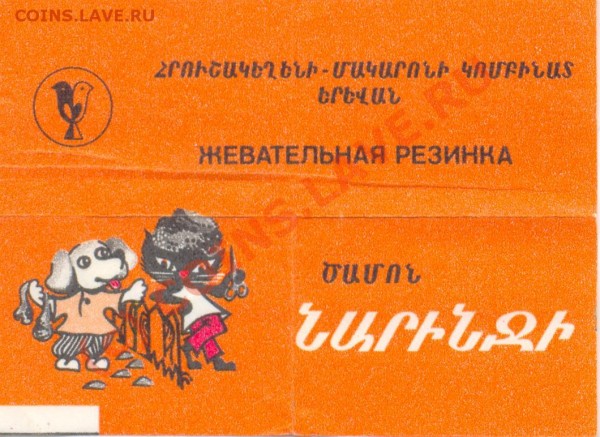 COINS.LAVE.RU
ՀՐՈՒՇԱԿԵՂԵՆԻ-ՄԱԿԱՐՈՆԻ ԿՈՄԲԻՆԱՏ
ԵՐԵՎԱՆ
ЖЕВАТЕЛЬНАЯ РЕЗИНКА
COINS.LAVE.RU
ԾԱՄՈՆ
ՆԱՐԻՆՋԻ